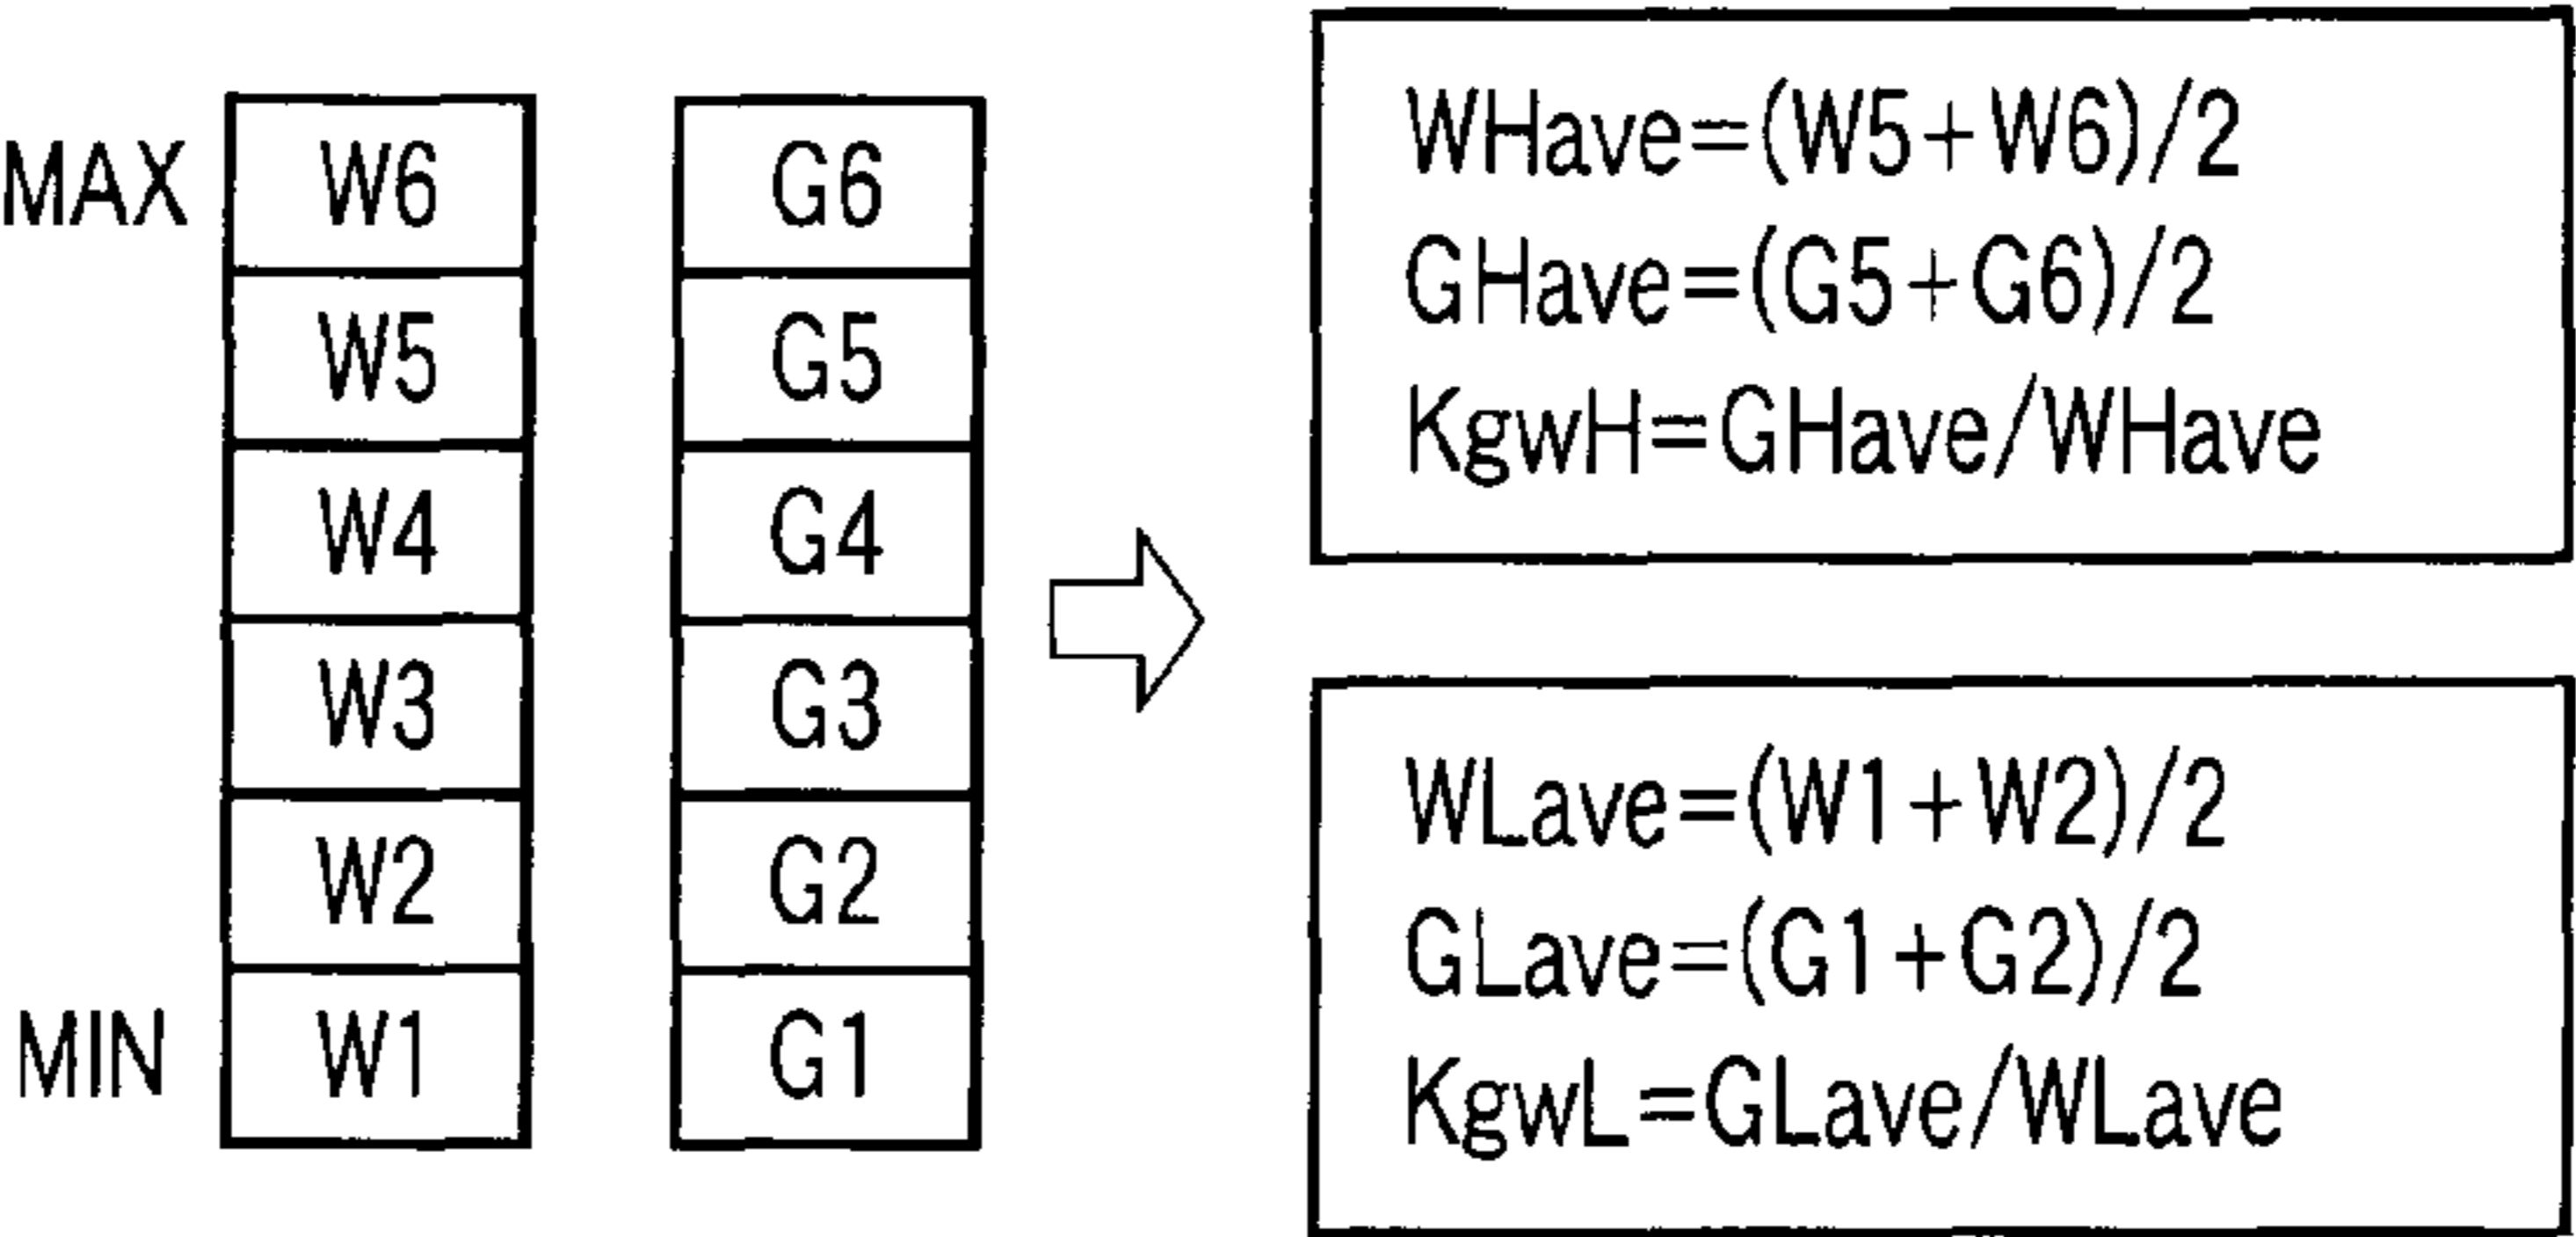 MAX W6 G6
W5 G5
W4 G4
W3 G3
W2 G2
MIN W1 G1
WHave=(W5+W6)/2
GHave=(G5+G6)/2
KgwH=GHave/WHave
WLave=(W1+W2)/2
GLave=(G1+G2)/2
KgwL=GLave/WLave